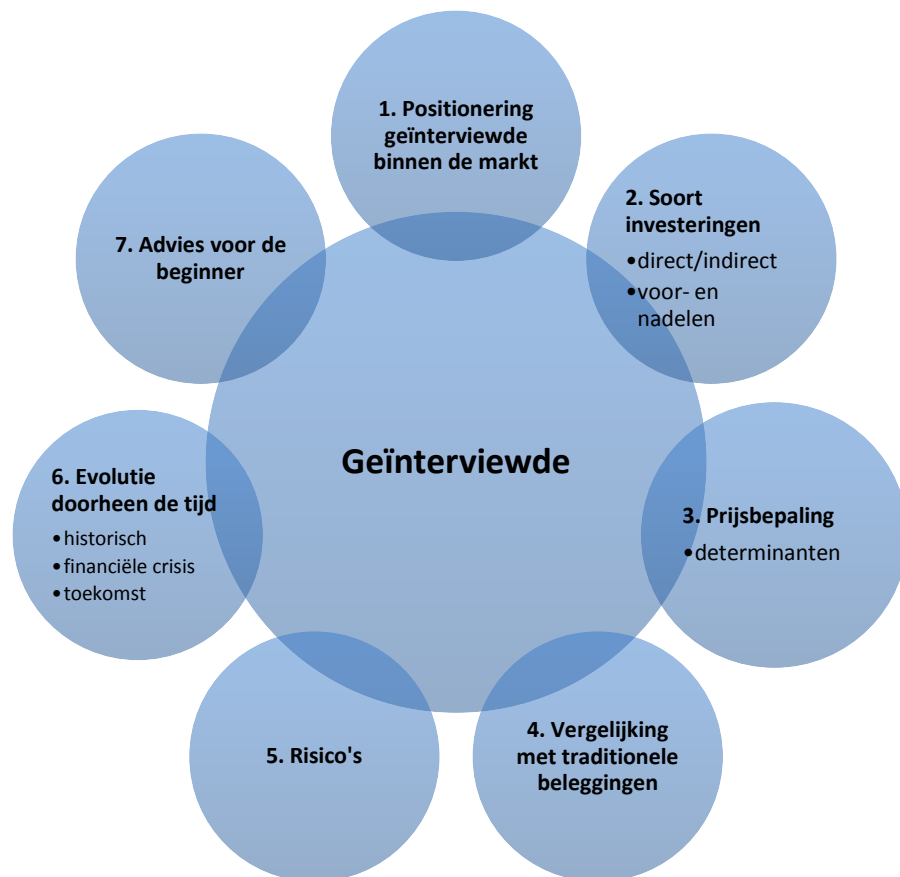 1. Positionering
geïnterviewde
binnen de markt
2. Soort
investeringen
•direct/indirect
•voor- en
nadelen
3. Prijsbepaling
•determinanten
4. Vergelijking
met traditionele
beleggingen
5. Risico's
6. Evolutie
doorheen de tijd
•historisch
•financiële crisis
•toekomst
7. Advies voor de
beginner
Geïnterviewde